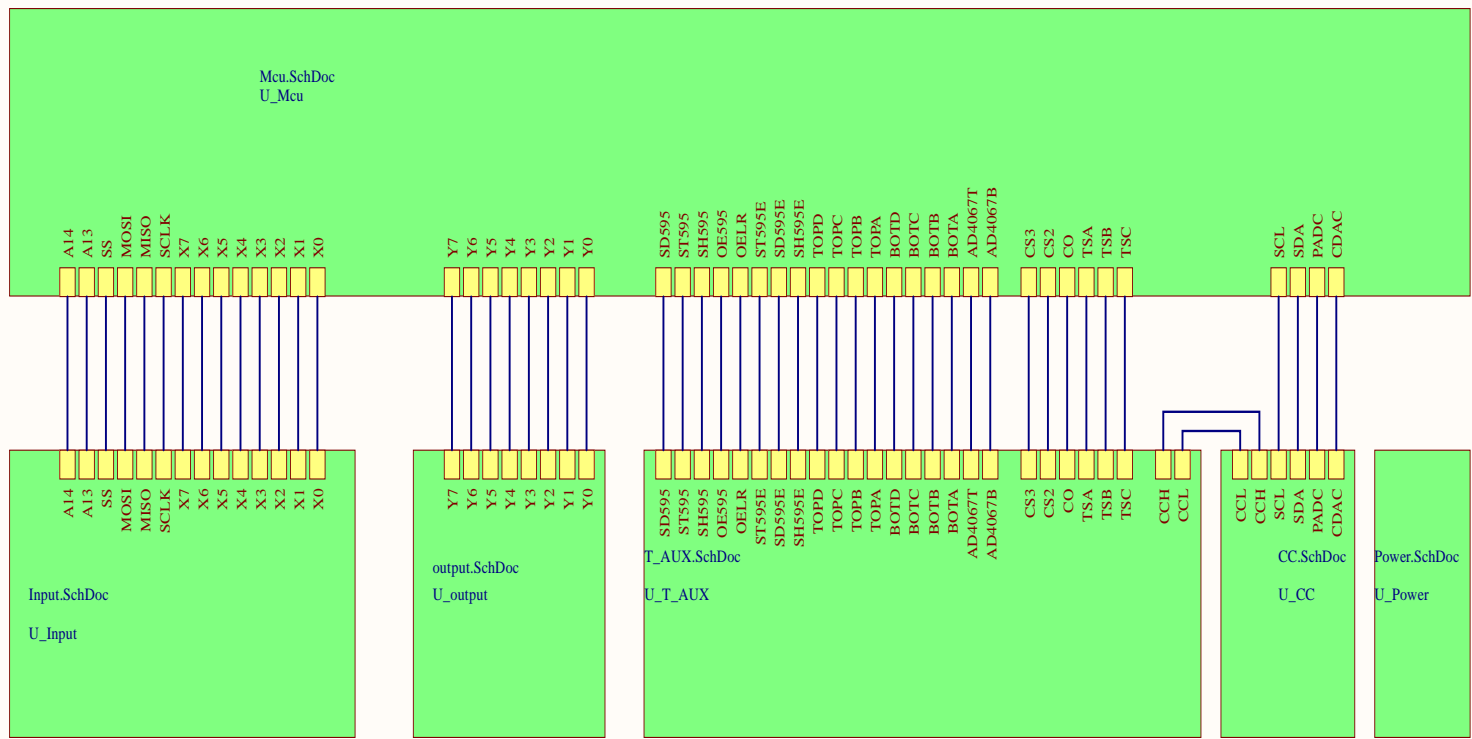 Mcu.SchDoc
U_Mcu
A14
A13
SS
MOSI
MISO
SCLK
X7
X6
X5
X4
X3
X2
X1
X0
Y7
Y6
Y5
Y4
Y3
Y2
Y1
Y0
SD595
ST595
SH595
OE595
OELR
ST595E
SD595E
SH595E
TOPD
TOPC
TOPB
TOPA
BOTD
BOTC
BOTB
BOTA
AD4067T
AD4067B
CS3
CS2
CO
TSA
TSB
TSC
SCL
SDA
PADC
CDAC
A14
A13
SS
MOSI
MISO
SCLK
X7
X6
X5
X4
X3
X2
X1
X0
Input.SchDoc
U_Input
Y7
Y6
Y5
Y4
Y3
Y2
Y1
Y0
output.SchDoc
U_output
SD595
ST595
SH595
OE595
OELR
ST595E
SD595E
SH595E
TOPD
TOPC
TOPB
TOPA
BOTD
BOTC
BOTB
BOTA
AD4067T
AD4067B
CS3
CS2
CO
TSA
TSB
TSC
CCH
CCL
T_AUX.SchDoc
U_T_AUX
CCL
CCH
SCL
SDA
PADC
CDAC
CC.SchDoc
U_CC
Power.SchDoc
U_Power